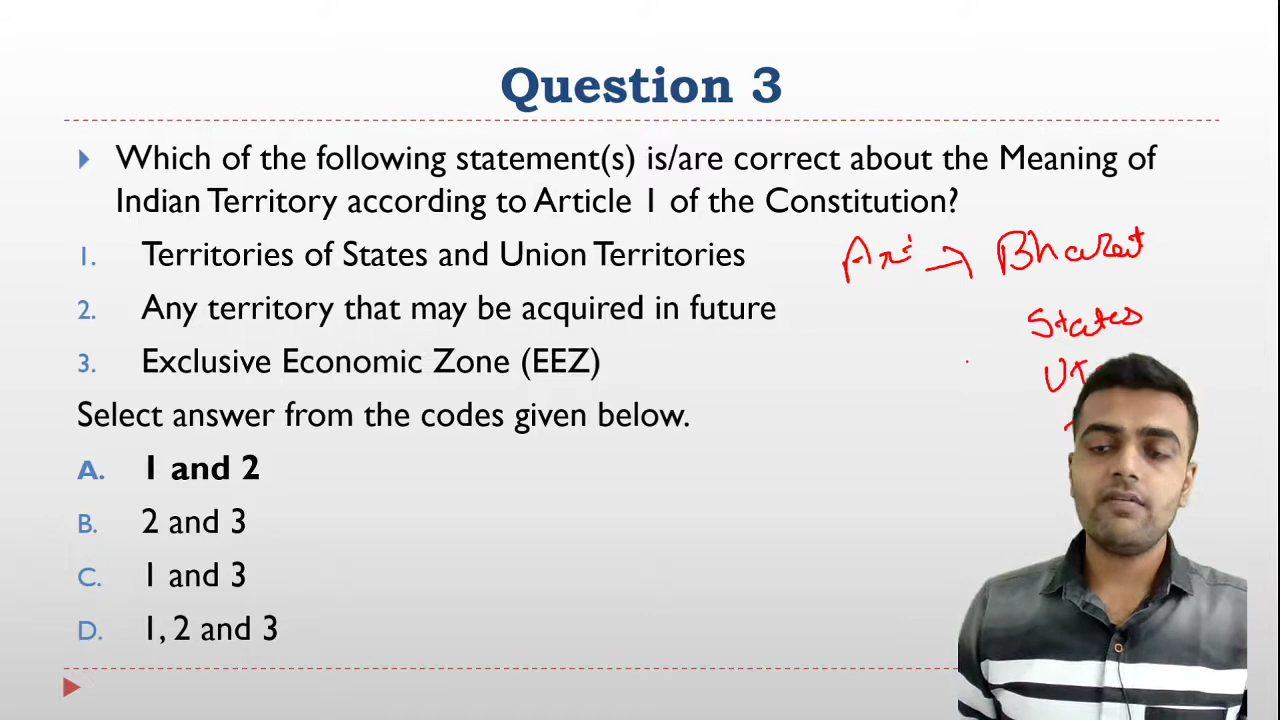 Question 3
Which of the following statement(s) is/are correct about the Meaning of
Indian Territory according to Article 1 of the Constitution?
1. Territories of States and Union Territories
2. Any territory that may be acquired in future
3. Exclusive Economic Zone (EEZ)
Select answer from the codes given below.
A. 1 and 2
B. 2 and 3
C. 1 and 3
D. 1, 2 and 3
Bharat
States